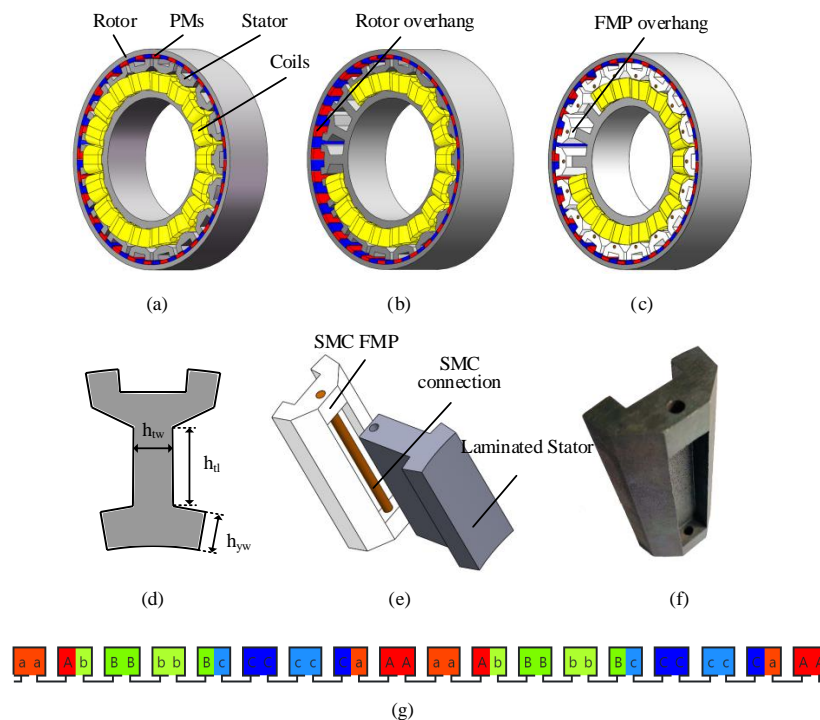 Rotor PMs Stator
Coils
Rotor overhang
FMP overhang
(a) (b) (c)
h_tw
h_tl
h_yw
SMC FMP
SMC
connection
Laminated Stator
(d) (e) (f)
a a A b B B b b B c C C c c C a A A a a A b B B b b B c C C c c C a A A
(g)